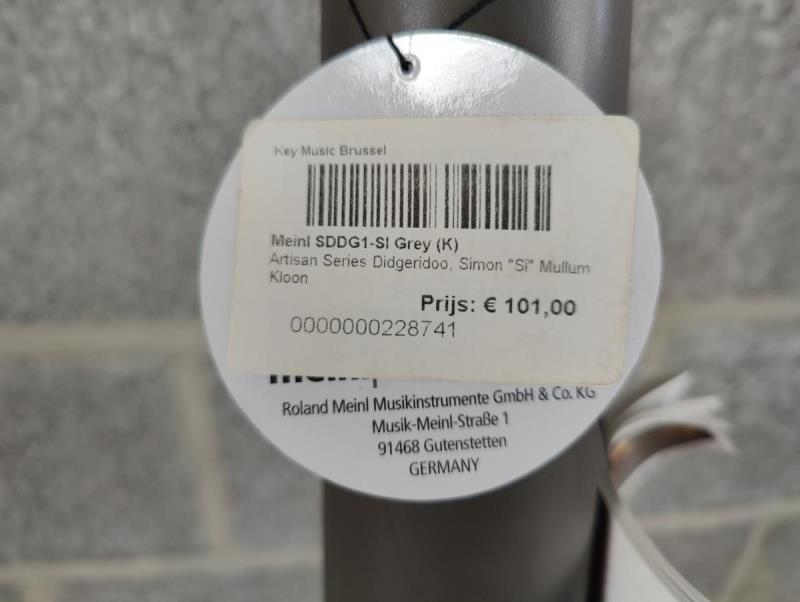 Key Music Brussel
Meinl SDDG1-SI Grey (K)
Artisan Series Didgeridoo, Simon "Si" Mullum
Kloon
Prijs: € 101,00
0000000228741
Roland Meinl Musikinstrumente GmbH & Co. KG
Musik-Meinl-Straße 1
91468 Gutenstetten
GERMANY